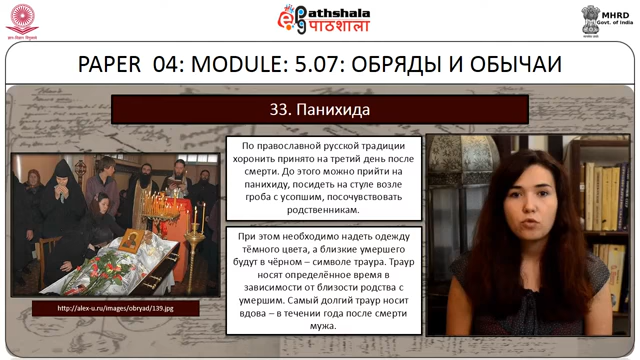 ePathshala
पाठशाला
MHRD
Govt. of India
PAPER 04: MODULE: 5.07: ОБРЯДЫ И ОБЫЧАИ
33. Панихида
По православной русской традиции
хоронить принято на третий день после
смерти. До этого можно прийти на
панихиду, посидеть на стуле возле
гроба с усопшим, посочувствовать
родственникам.
При этом необходимо надеть одежду
тёмного цвета, а близкие умершего
будут в чёрном – символе траура. Траур
носят определённое время в
зависимости от близости родства с
умершим. Самый долгий траур носит
вдова – в течении года после смерти
мужа.
http://alex-u.ru/images/obryad/139.jpg